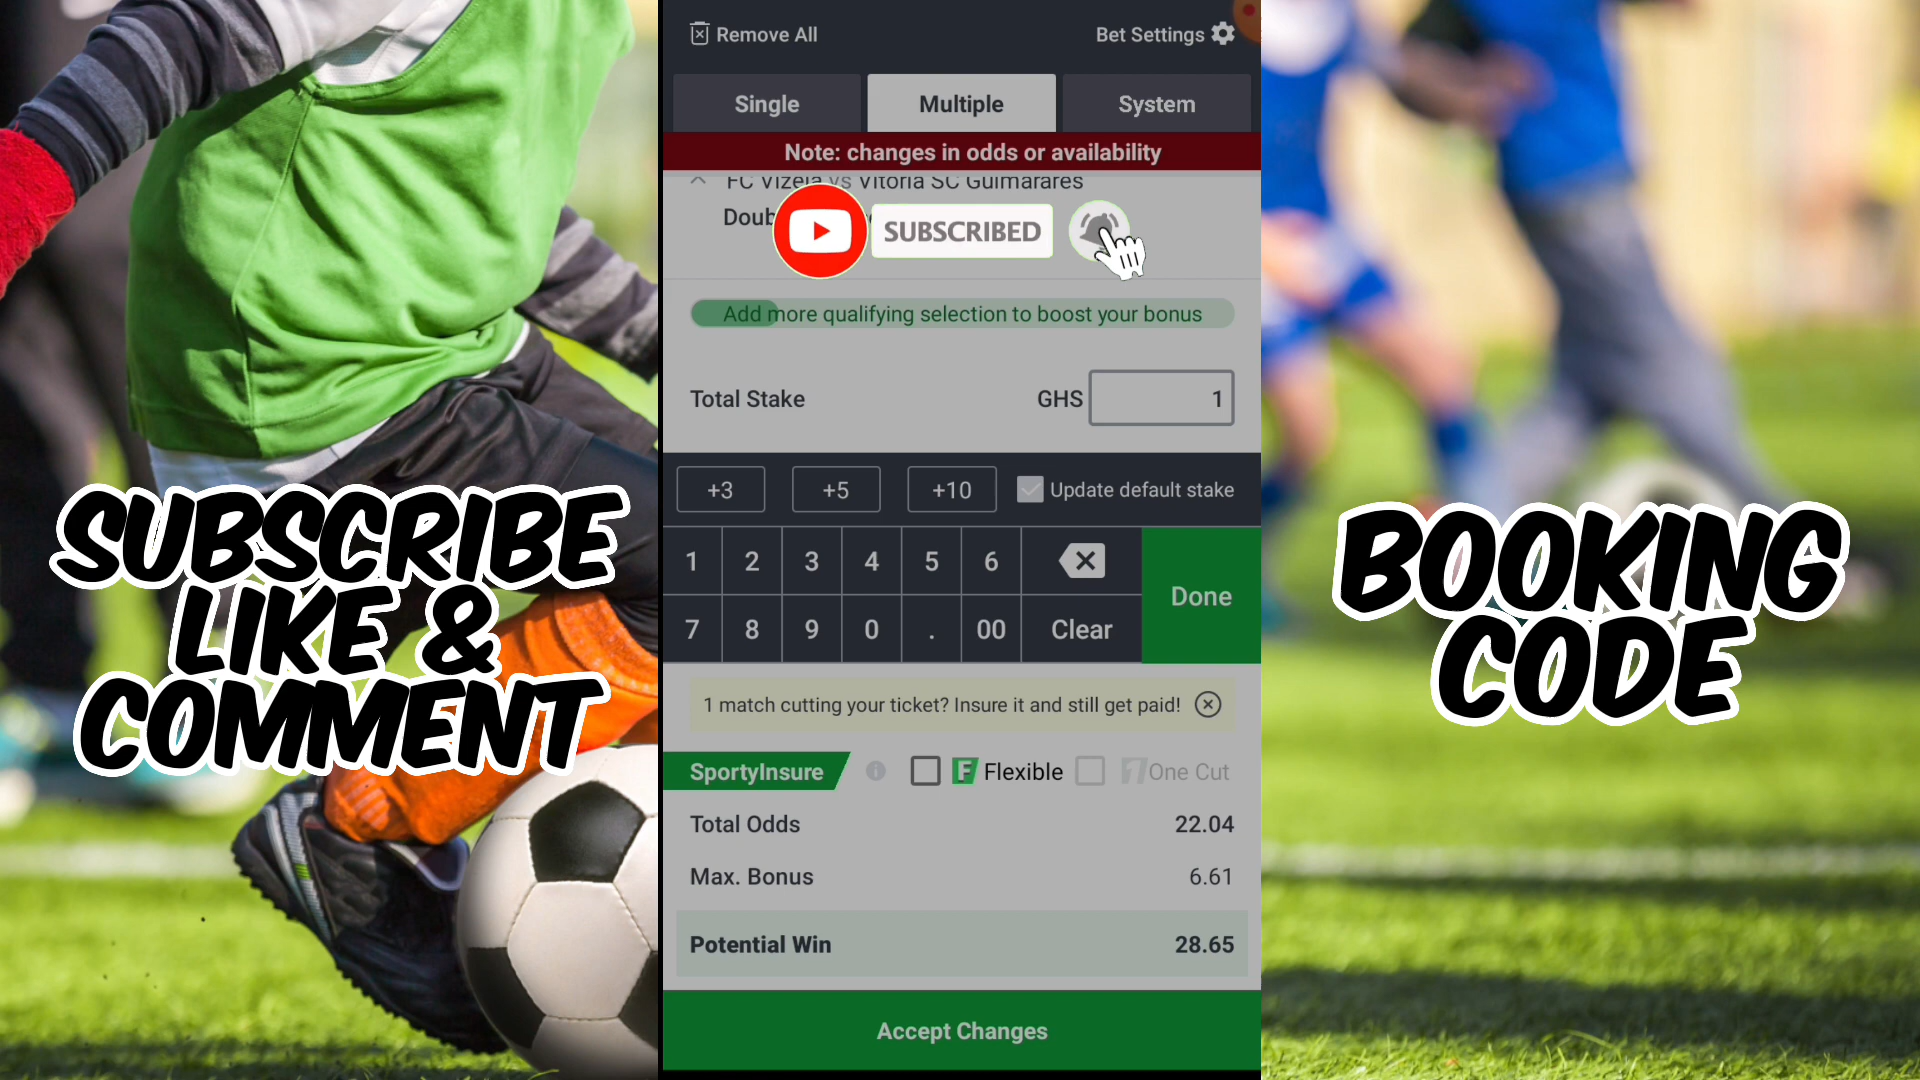 Remove All
Bet Settings
Single
Multiple
System
Note: changes in odds or availability
FC Vizela vs Vitoria SC Guimarares
Doub
SUBSCRIBED
Add more qualifying selection to boost your bonus
Total Stake
GHS
1
+3
+5
+10
Update default stake
1 2 3 4 5 6
Done
7 8 9 0 . 00 Clear
1 match cutting your ticket? Insure it and still get paid!
SportyInsure
F Flexible
1 One Cut
Total Odds
22.04
Max. Bonus
6.61
Potential Win
28.65
Accept Changes
SUBSCRIBE
LIKE &
COMMENT
BOOKING
CODE